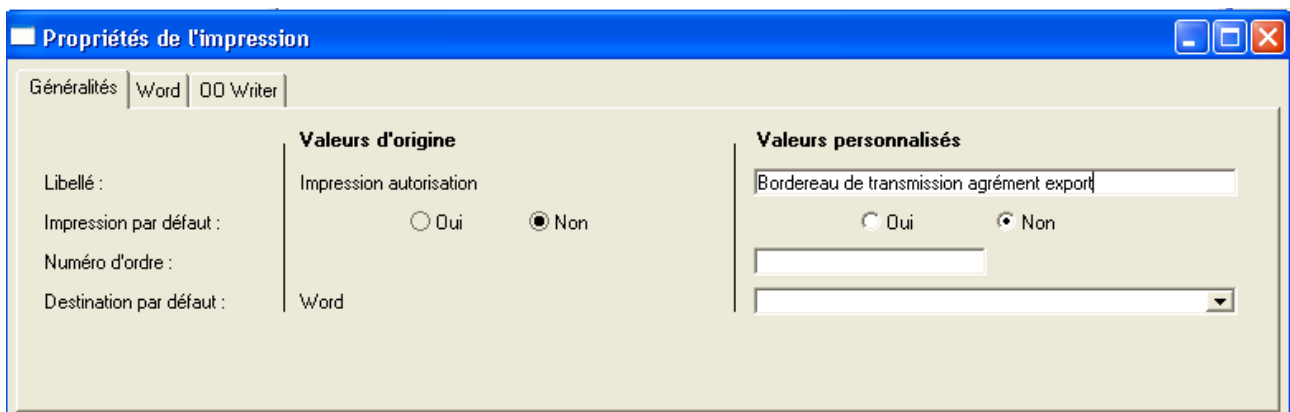 Propriétés de l'impression
Généralités Word OO Writer
Valeurs d'origine Valeurs personnalisés
Libellé : Impression autorisation Bordereau de transmission agrément export
Impression par défaut : Oui Non Oui Non
Numéro d'ordre :
Destination par défaut : Word